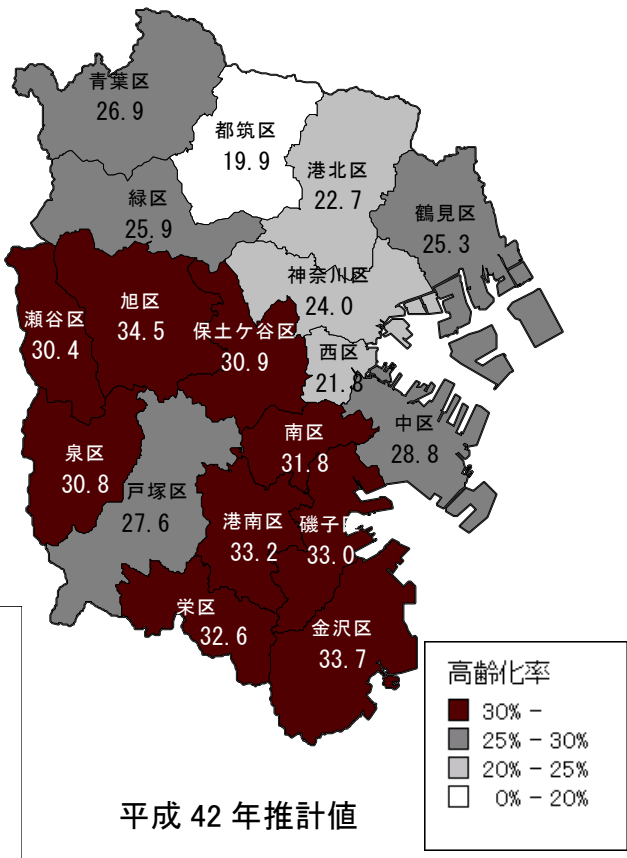 青葉区
26.9
都筑区
19.9
港北区
22.7
緑区
25.9
鶴見区
25.3
神奈川区
24.0
瀬谷区
30.4
旭区
34.5
保土ケ谷区
30.9
西区
21.8
中区
28.8
南区
31.8
泉区
30.8
戸塚区
27.6
港南区
33.2
磯子区
33.0
栄区
32.6
金沢区
33.7
高齢化率
30% -
25% - 30%
20% - 25%
0% - 20%
平成 42 年推計値